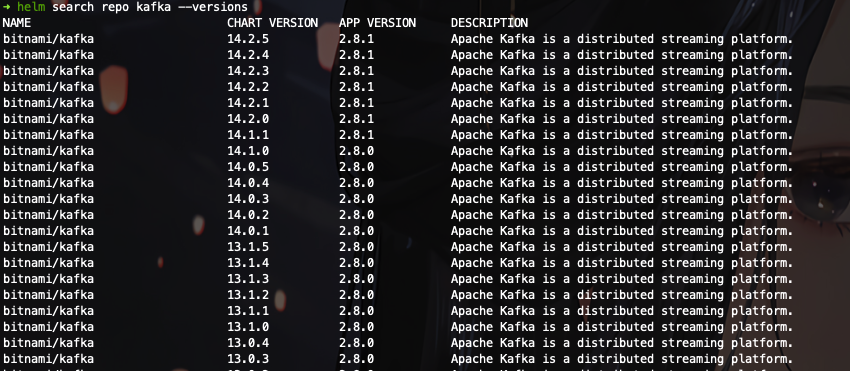 ➜ helm search repo kafka --versions
NAME CHART VERSION APP VERSION DESCRIPTION
bitnami/kafka 14.2.5 2.8.1 Apache Kafka is a distributed streaming platform.
bitnami/kafka 14.2.4 2.8.1 Apache Kafka is a distributed streaming platform.
bitnami/kafka 14.2.3 2.8.1 Apache Kafka is a distributed streaming platform.
bitnami/kafka 14.2.2 2.8.1 Apache Kafka is a distributed streaming platform.
bitnami/kafka 14.2.1 2.8.1 Apache Kafka is a distributed streaming platform.
bitnami/kafka 14.2.0 2.8.1 Apache Kafka is a distributed streaming platform.
bitnami/kafka 14.1.1 2.8.1 Apache Kafka is a distributed streaming platform.
bitnami/kafka 14.1.0 2.8.0 Apache Kafka is a distributed streaming platform.
bitnami/kafka 14.0.5 2.8.0 Apache Kafka is a distributed streaming platform.
bitnami/kafka 14.0.4 2.8.0 Apache Kafka is a distributed streaming platform.
bitnami/kafka 14.0.3 2.8.0 Apache Kafka is a distributed streaming platform.
bitnami/kafka 14.0.2 2.8.0 Apache Kafka is a distributed streaming platform.
bitnami/kafka 14.0.1 2.8.0 Apache Kafka is a distributed streaming platform.
bitnami/kafka 13.1.5 2.8.0 Apache Kafka is a distributed streaming platform.
bitnami/kafka 13.1.4 2.8.0 Apache Kafka is a distributed streaming platform.
bitnami/kafka 13.1.3 2.8.0 Apache Kafka is a distributed streaming platform.
bitnami/kafka 13.1.2 2.8.0 Apache Kafka is a distributed streaming platform.
bitnami/kafka 13.1.1 2.8.0 Apache Kafka is a distributed streaming platform.
bitnami/kafka 13.1.0 2.8.0 Apache Kafka is a distributed streaming platform.
bitnami/kafka 13.0.4 2.8.0 Apache Kafka is a distributed streaming platform.
bitnami/kafka 13.0.3 2.8.0 Apache Kafka is a distributed streaming platform.